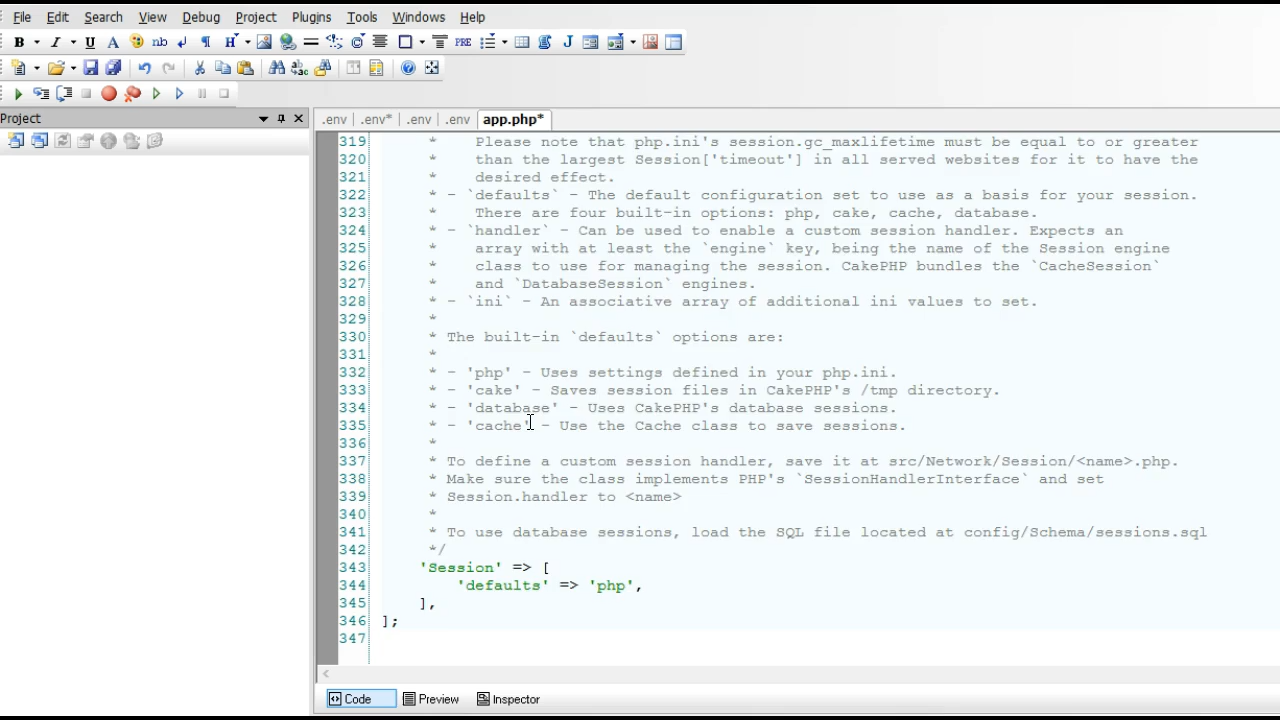 File Edit Search View Debug Project Plugins Tools Windows Help
B I U A nb H PRE J
Project
.env .env* .env .env app.php*
319 * Please note that php.ini's session.gc_maxlifetime must be equal to or greater
320 * than the largest Session['timeout'] in all served websites for it to have the
321 * desired effect.
322 * - `defaults` - The default configuration set to use as a basis for your session.
323 * There are four built-in options: php, cake, cache, database.
324 * - `handler` - Can be used to enable a custom session handler. Expects an
325 * array with at least the `engine` key, being the name of the Session engine
326 * class to use for managing the session. CakePHP bundles the `CacheSession`
327 * and `DatabaseSession` engines.
328 * - `ini` - An associative array of additional ini values to set.
329 *
330 * The built-in `defaults` options are:
331 *
332 * - 'php' - Uses settings defined in your php.ini.
333 * - 'cake' - Saves session files in CakePHP's /tmp directory.
334 * - 'database' - Uses CakePHP's database sessions.
335 * - 'cache' - Use the Cache class to save sessions.
336 *
337 * To define a custom session handler, save it at src/Network/Session/<name>.php.
338 * Make sure the class implements PHP's `SessionHandlerInterface` and set
339 * Session.handler to <name>
340 *
341 * To use database sessions, load the SQL file located at config/Schema/sessions.sql
342 */
343 'Session' => [
344 'defaults' => 'php',
345 ],
346 ];
347
Code Preview Inspector